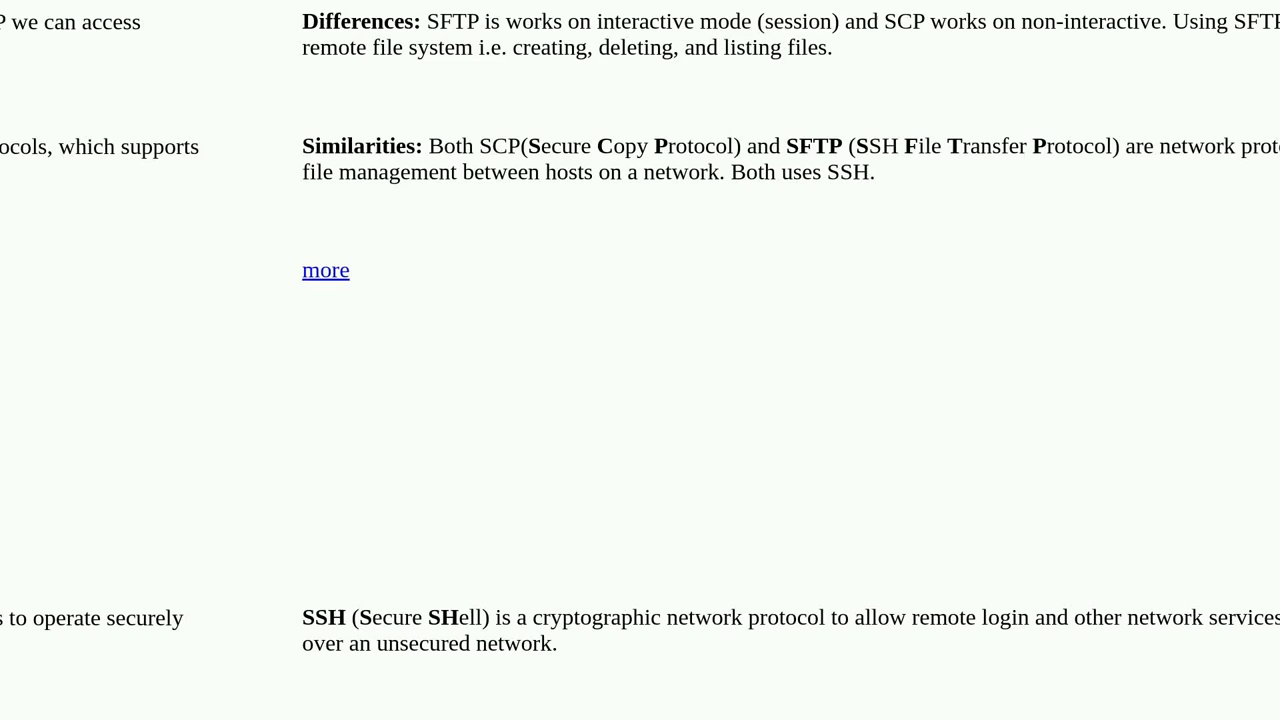 P we can access
Differences: SFTP is works on interactive mode (session) and SCP works on non-interactive. Using SFTP
remote file system i.e. creating, deleting, and listing files.
ocols, which supports
Similarities: Both SCP(Secure Copy Protocol) and SFTP (SSH File Transfer Protocol) are network proto
file management between hosts on a network. Both uses SSH.
more
s to operate securely
SSH (Secure SHell) is a cryptographic network protocol to allow remote login and other network services
over an unsecured network.